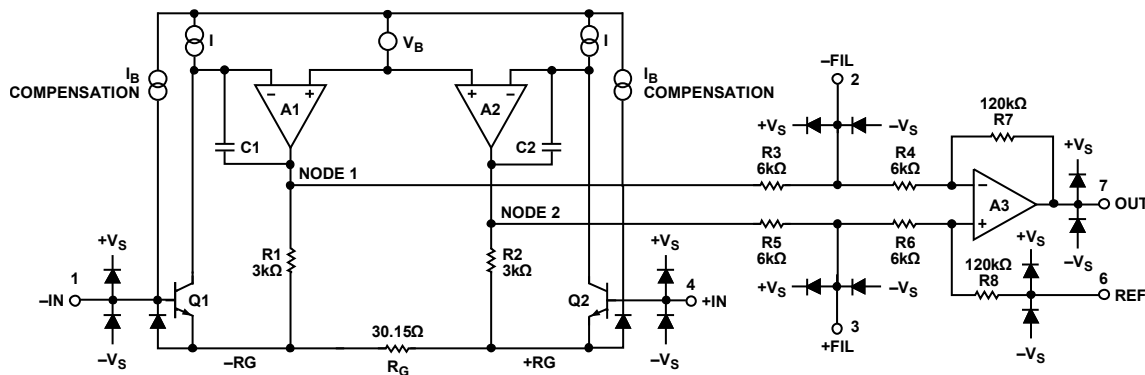 I
V_B
I
I_B
COMPENSATION
I_B
COMPENSATION
−
+
A1
+
−
A2
C1
C2
NODE 1
NODE 2
R1
3kΩ
R2
3kΩ
+V_S
1
−IN
−V_S
Q1
Q2
+V_S
4
+IN
−V_S
30.15Ω
−RG
R_G
+RG
−FIL
2
+V_S
−V_S
R3
6kΩ
R4
6kΩ
R5
6kΩ
R6
6kΩ
+V_S
−V_S
3
+FIL
120kΩ
R7
−
A3
+
+V_S
7
OUT
−V_S
120kΩ
R8
+V_S
6
REF
−V_S